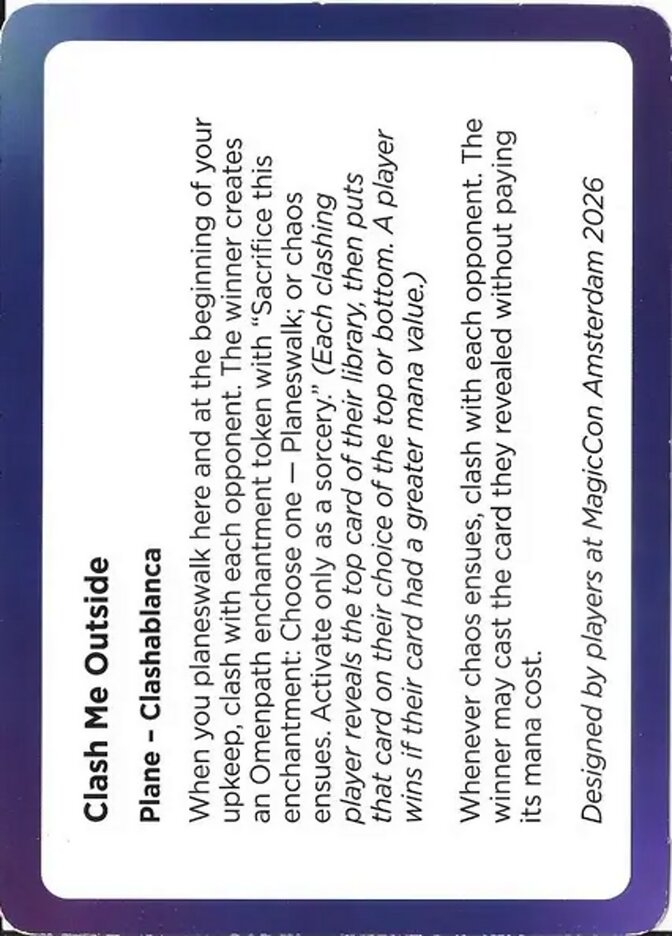 Clash Me Outside
Plane – Clashablanca
When you planeswalk here and at the beginning of your
upkeep, clash with each opponent. The winner creates
an Omenpath enchantment token with “Sacrifice this
enchantment: Choose one — Planeswalk; or chaos
ensues. Activate only as a sorcery.” (Each clashing
player reveals the top card of their library, then puts
that card on their choice of the top or bottom. A player
wins if their card had a greater mana value.)
Whenever chaos ensues, clash with each opponent. The
winner may cast the card they revealed without paying
its mana cost.
Designed by players at MagicCon Amsterdam 2026